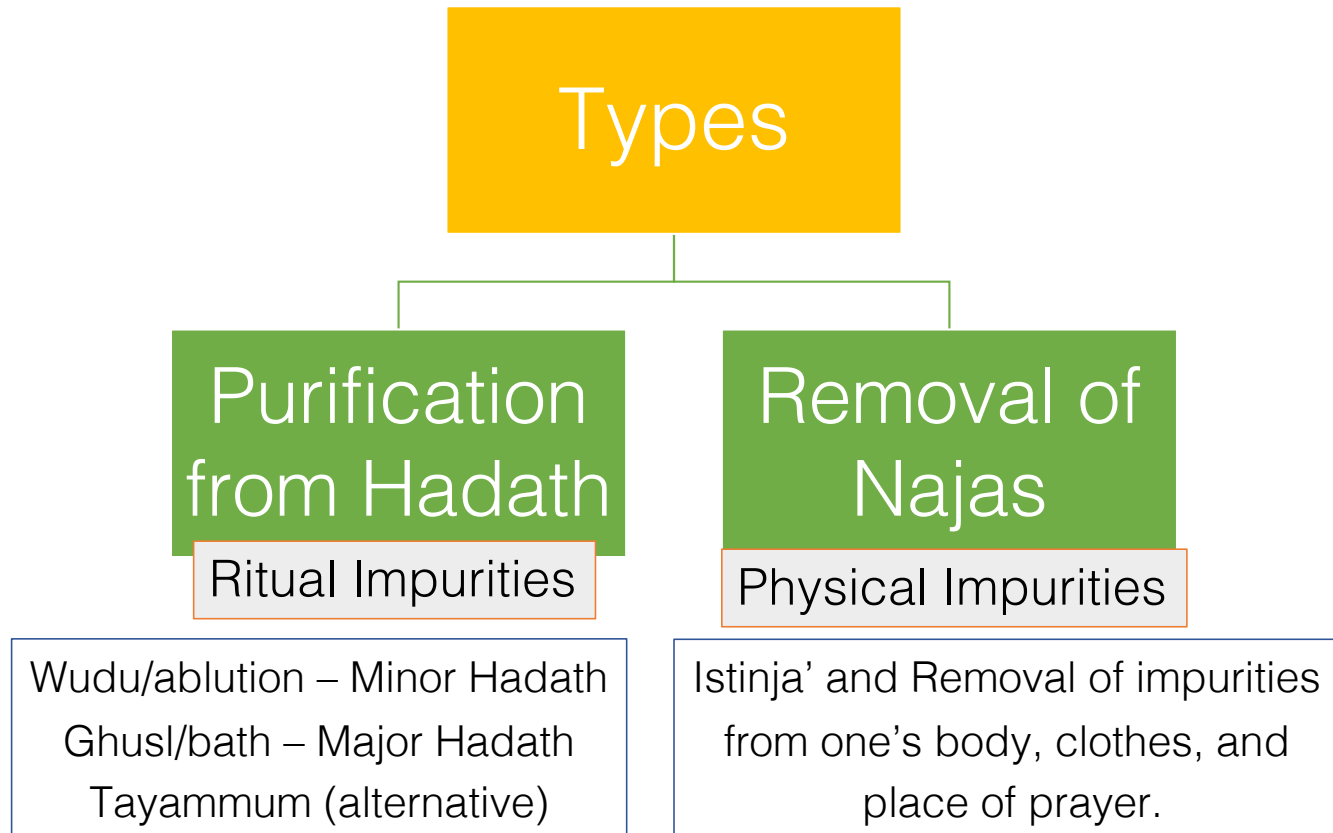 Types
Purification
from Hadath
Ritual Impurities
Wudu/ablution – Minor Hadath
Ghusl/bath – Major Hadath
Tayammum (alternative)
Removal of
Najas
Physical Impurities
Istinja’ and Removal of impurities
from one’s body, clothes, and
place of prayer.